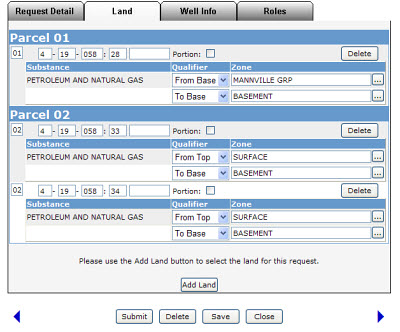 Request Detail Land Well Info Roles
Parcel 01
01 4 - 19 - 058 : 28 Portion: Delete
Substance Qualifier Zone
PETROLEUM AND NATURAL GAS From Base MANNVILLE GRP ...
To Base BASEMENT ...
Parcel 02
02 4 - 19 - 058 : 33 Portion: Delete
Substance Qualifier Zone
PETROLEUM AND NATURAL GAS From Top SURFACE ...
To Base BASEMENT ...
02 4 - 19 - 058 : 34 Portion: Delete
Substance Qualifier Zone
PETROLEUM AND NATURAL GAS From Top SURFACE ...
To Base BASEMENT ...
Please use the Add Land button to select the land for this request.
Add Land
Submit Delete Save Close